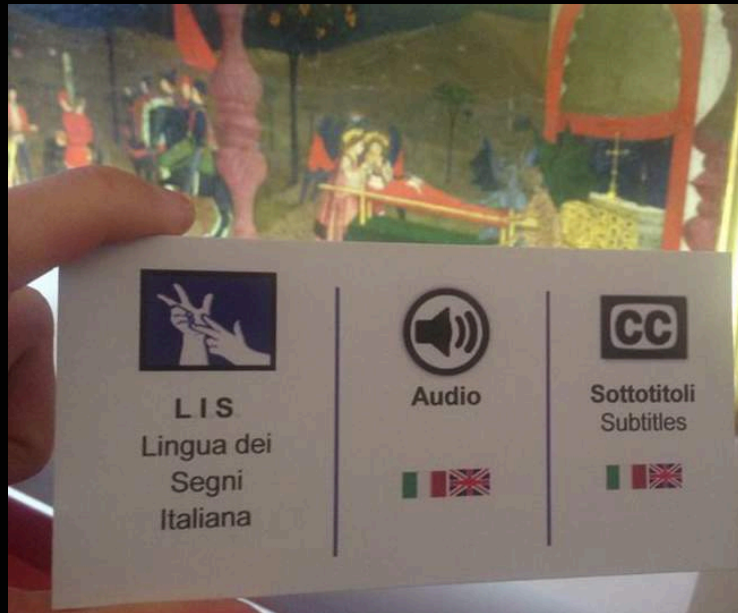 LIS
Lingua dei
Segni
Italiana
Audio
CC
Sottotitoli
Subtitles